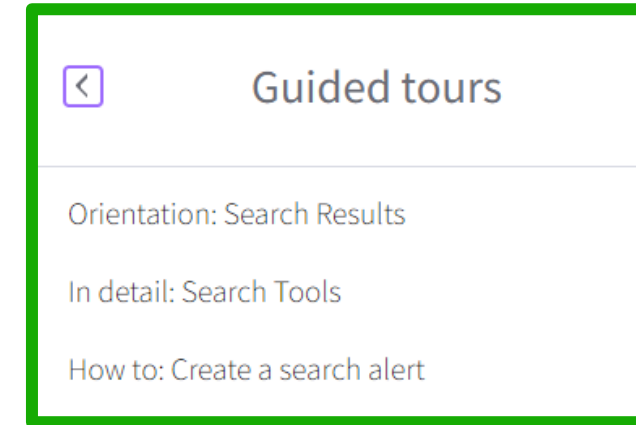 Guided tours
Orientation: Search Results
In detail: Search Tools
How to: Create a search alert